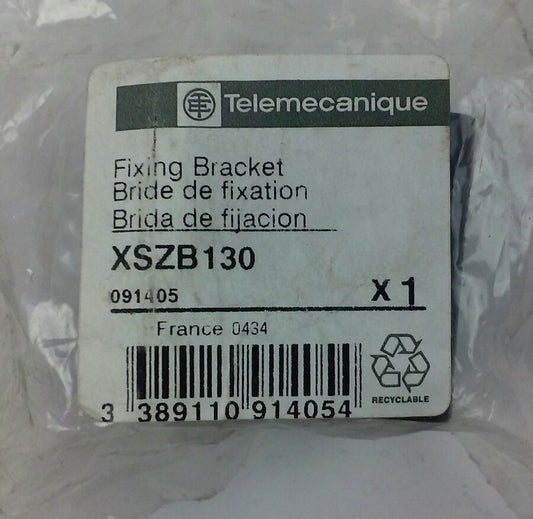 Telemecanique
Fixing Bracket
Bride de fixation
Brida de fijacion
XSZB130
091405 X 1
France 0434
3 389110 914054
RECYCLABLE